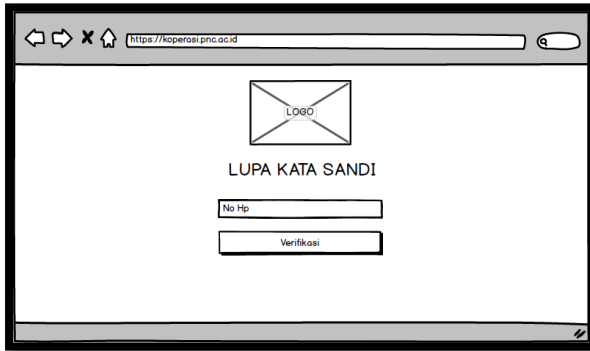 https://koperasi.pnc.ac.id
LOGO
LUPA KATA SANDI
No Hp
Verifikasi